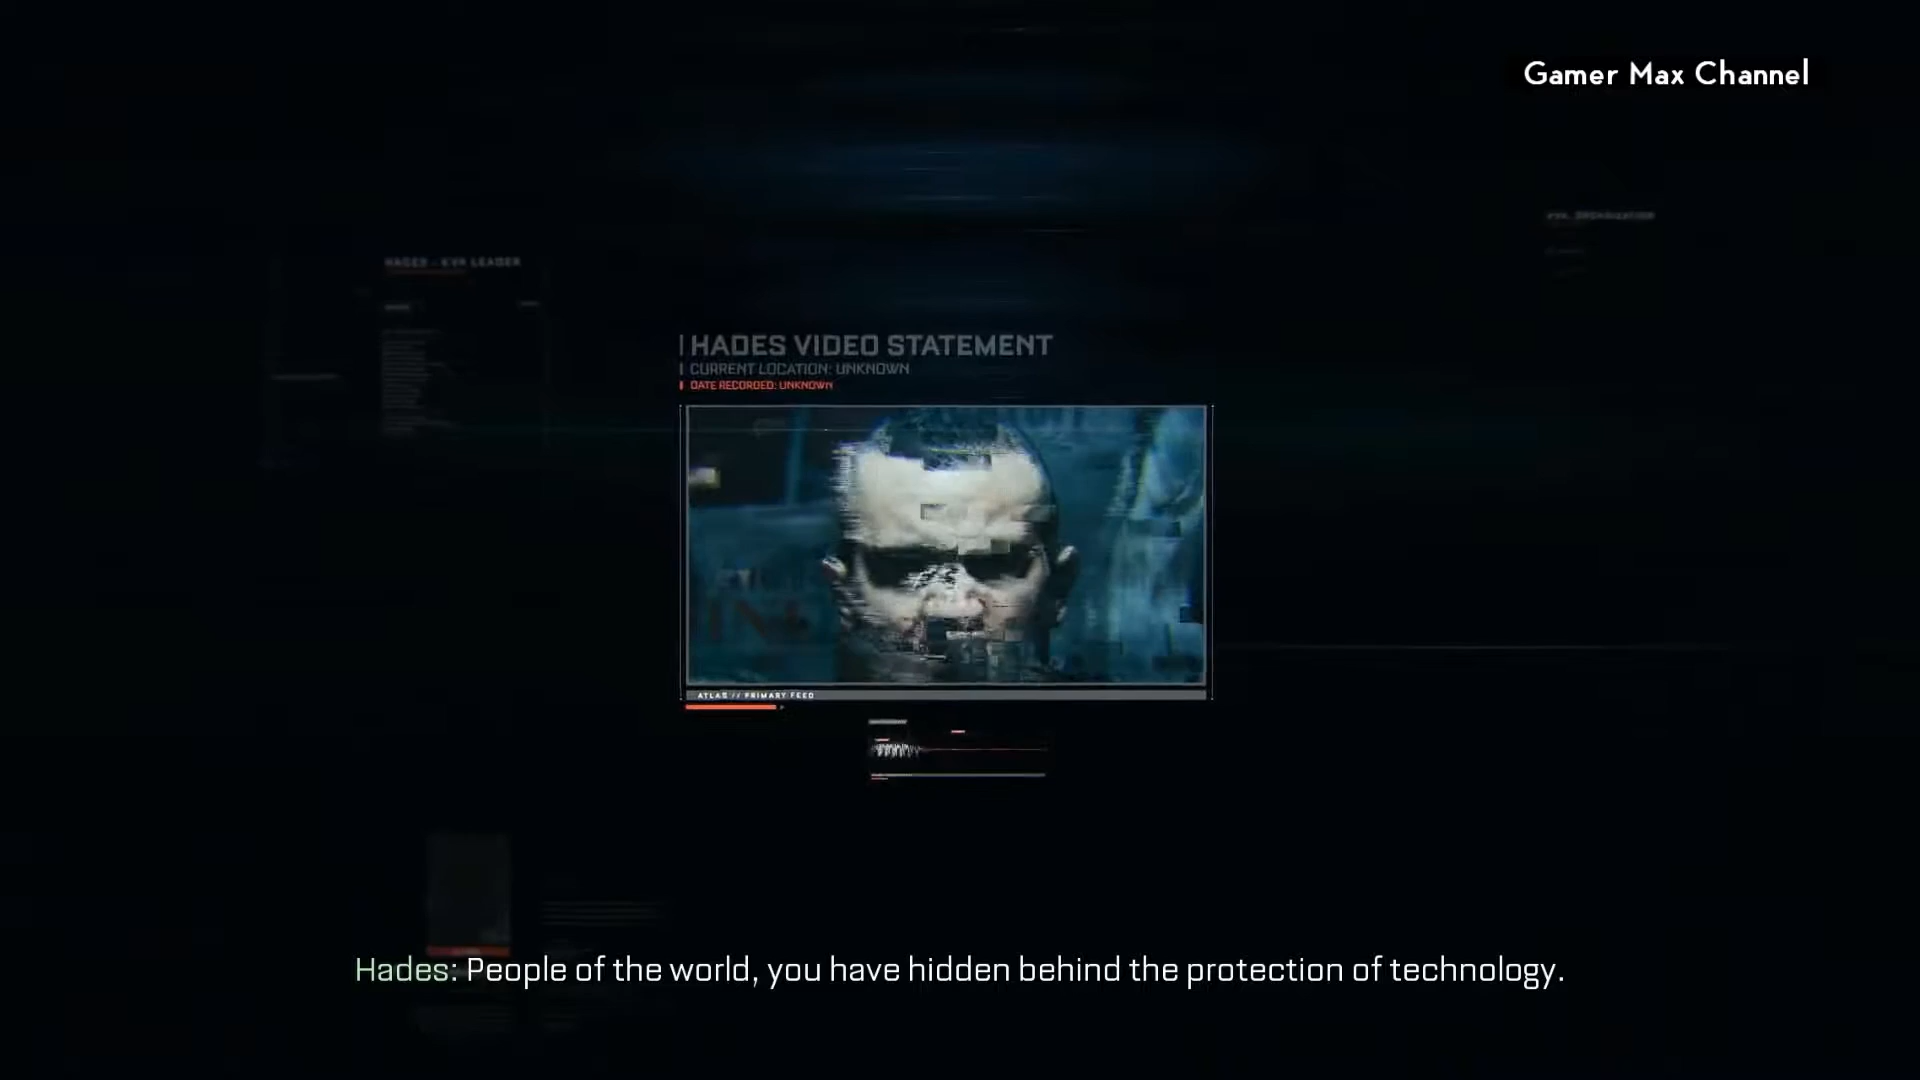 Gamer Max Channel
HADES - KVA LEADER
HADES VIDEO STATEMENT
CURRENT LOCATION: UNKNOWN
DATE RECORDED: UNKNOWN
ATLAS // PRIMARY FEED
Hades: People of the world, you have hidden behind the protection of technology.